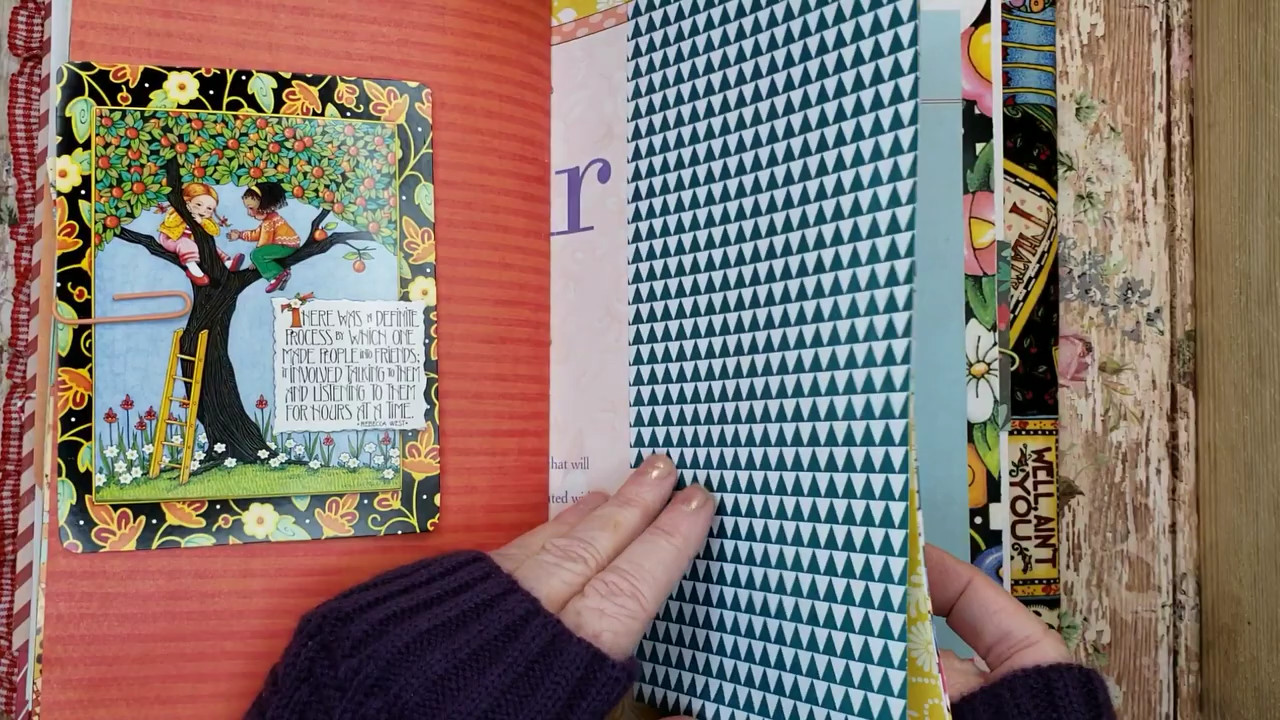 THERE WAS A DEFINITE
PROCESS BY WHICH ONE
MADE PEOPLE INTO FRIENDS;
IT INVOLVED TALKING TO THEM
AND LISTENING TO THEM
FOR HOURS AT A TIME.
•REBECCA WEST•
r
that will
WELL, AIN'T
YOU